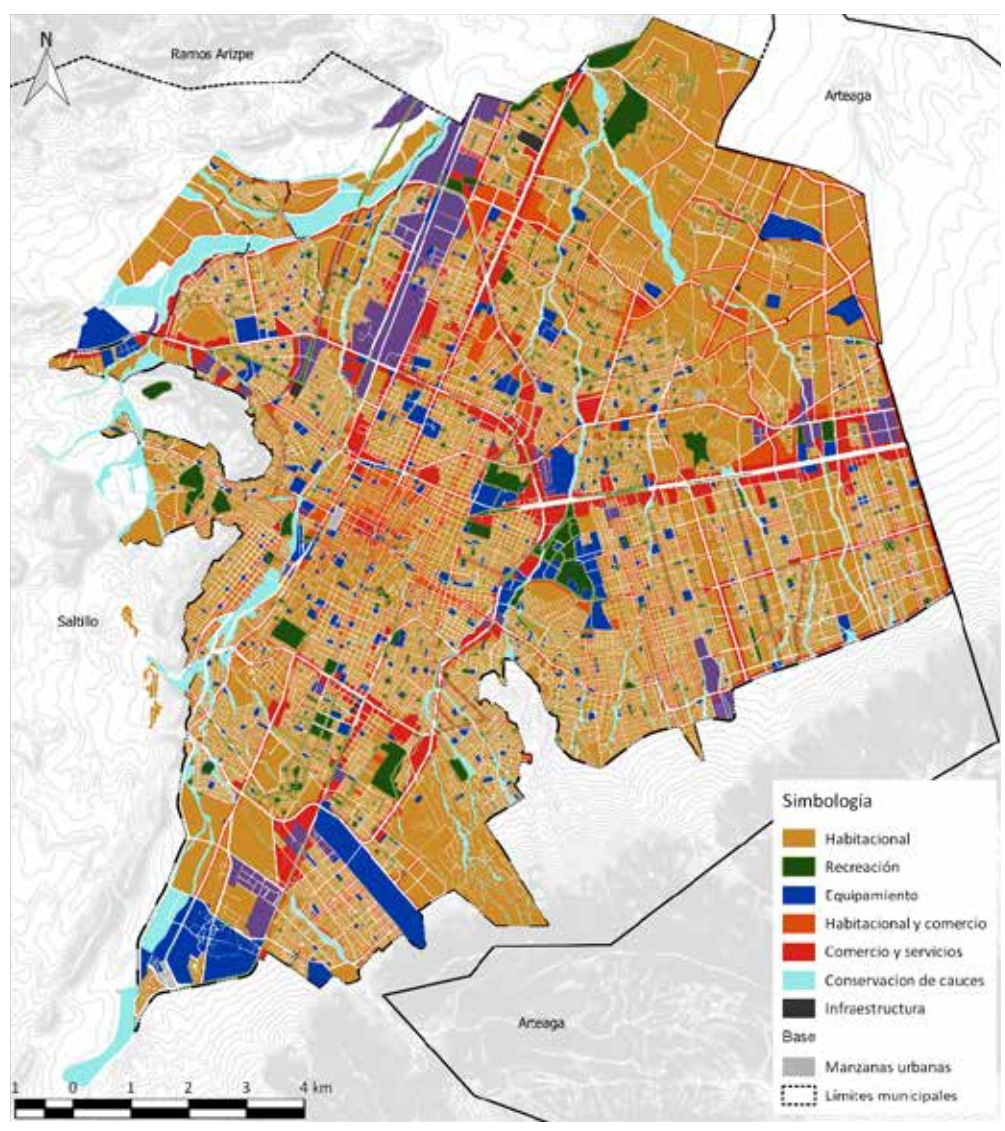 N
Ramos Arizpe
Arteaga
Saltillo
Arteaga
Simbología
Habitacional
Recreación
Equipamiento
Habitacional y comercio
Comercio y servicios
Conservacion de cauces
Infraestructura
Base
Manzanas urbanas
Límites municipales
1 0 1 2 3 4 km